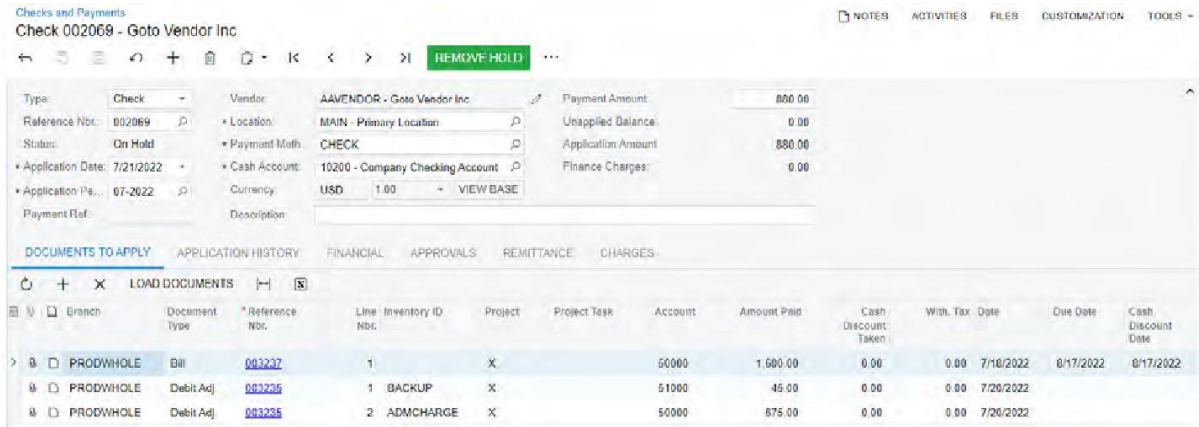 Checks and Payments
Check 002069 - Goto Vendor Inc
NOTES ACTIVITIES FILES CUSTOMIZATION TOOLS
REMOVE HOLD ...
Type: Check Vendor: AAVENDOR - Goto Vendor Inc Payment Amount 880.00
Reference Nbr.: 002069 * Location: MAIN - Primary Location Unapplied Balance 0.00
Status: On Hold * Payment Meth CHECK Application Amount 880.00
* Application Date: 7/21/2022 * Cash Account: 10200 - Company Checking Account Finance Charges: 0.00
* Application Pe... 07-2022 Currency: USD 1.00 VIEW BASE
Payment Ref.: Description:
DOCUMENTS TO APPLY APPLICATION HISTORY FINANCIAL APPROVALS REMITTANCE CHARGES
LOAD DOCUMENTS
Branch Document Type * Reference Nbr. Line Nbr. Inventory ID Project Project Task Account Amount Paid Cash Discount Taken With. Tax Date Due Date Cash Discount Date
PRODWHOLE Bill 003237 1 X 50000 1,600.00 0.00 0.00 7/18/2022 8/17/2022 8/17/2022
PRODWHOLE Debit Adj. 003235 1 BACKUP X 51000 45.00 0.00 0.00 7/20/2022
PRODWHOLE Debit Adj. 003235 2 ADMCHARGE X 50000 675.00 0.00 0.00 7/20/2022